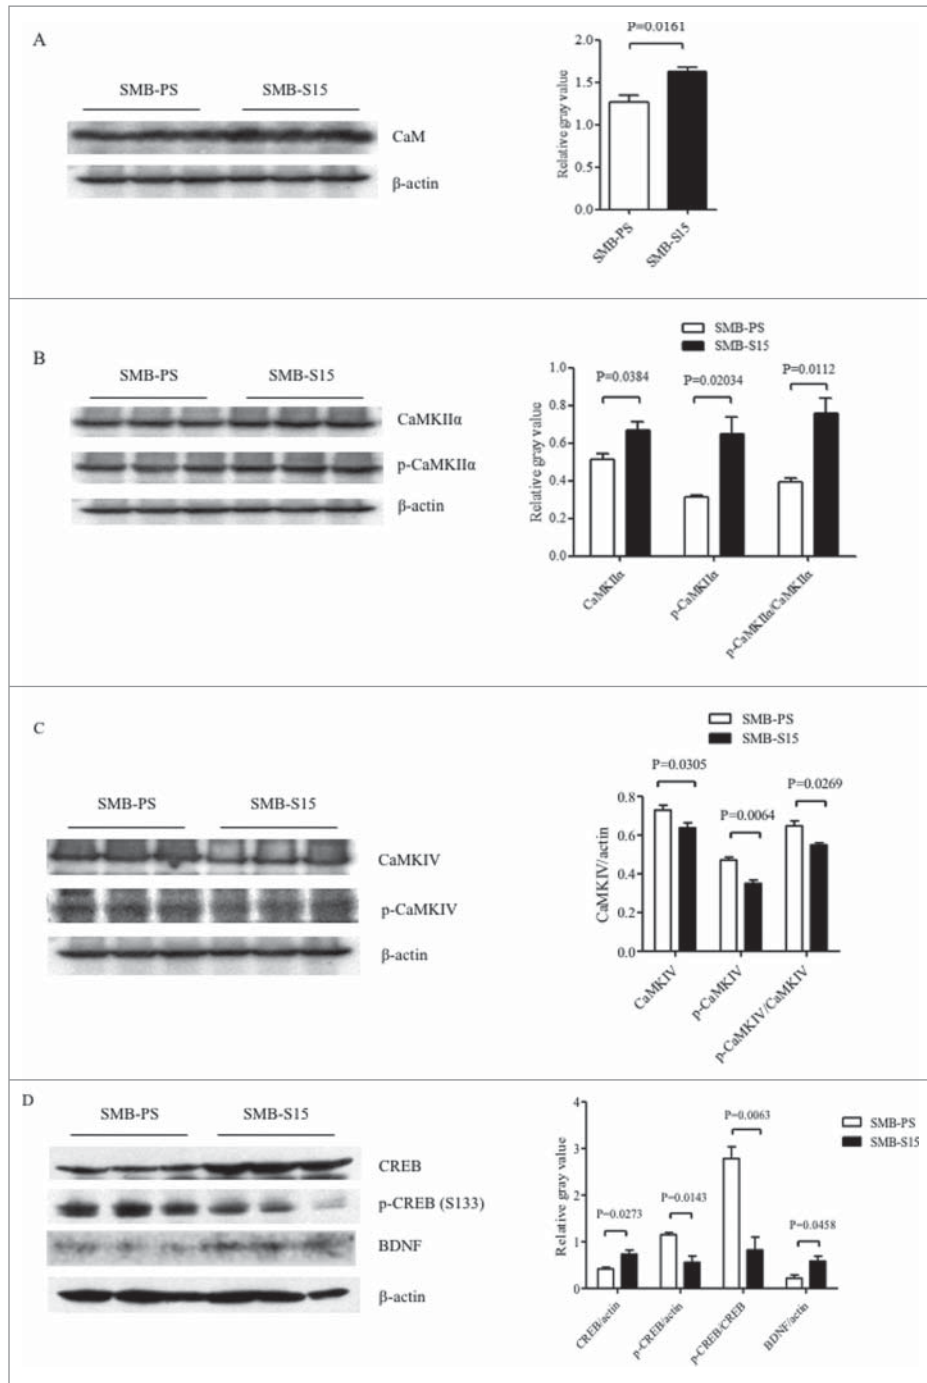 A
SMB-PS
SMB-S15
CaM
β-actin
P=0.0161
Relative gray value
2.0
1.5
1.0
0.5
0.0
SMB-PS
SMB-S15
B
SMB-PS
SMB-S15
CaMKIIα
p-CaMKIIα
β-actin
SMB-PS
SMB-S15
P=0.0384
P=0.02034
P=0.0112
Relative gray value
1.0
0.8
0.6
0.4
0.2
0.0
CaMKIIα
p-CaMKIIα
p-CaMKIIα/CaMKIIα
C
SMB-PS
SMB-S15
CaMKIV
p-CaMKIV
β-actin
SMB-PS
SMB-S15
P=0.0305
P=0.0064
P=0.0269
CaMKIV/actin
0.8
0.6
0.4
0.2
0.0
CaMKIV
p-CaMKIV
p-CaMKIV/CaMKIV
D
SMB-PS
SMB-S15
CREB
p-CREB (S133)
BDNF
β-actin
SMB-PS
SMB-S15
P=0.0273
P=0.0143
P=0.0063
P=0.0458
Relative gray value
4
3
2
1
0
CREB/actin
p-CREB/actin
p-CREB/CREB
BDNF/actin